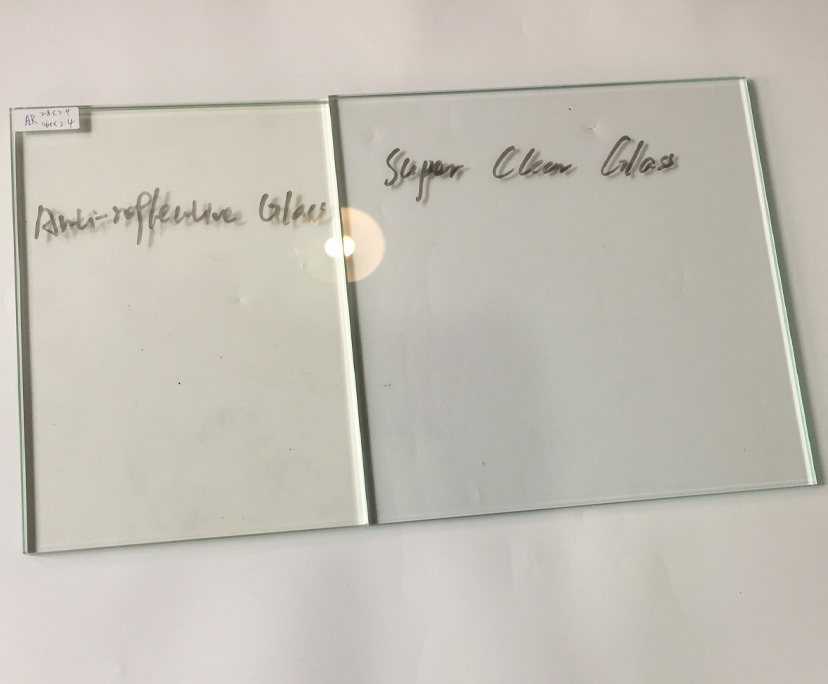 AR
Anti-reflective Glass
Super Clear Glass